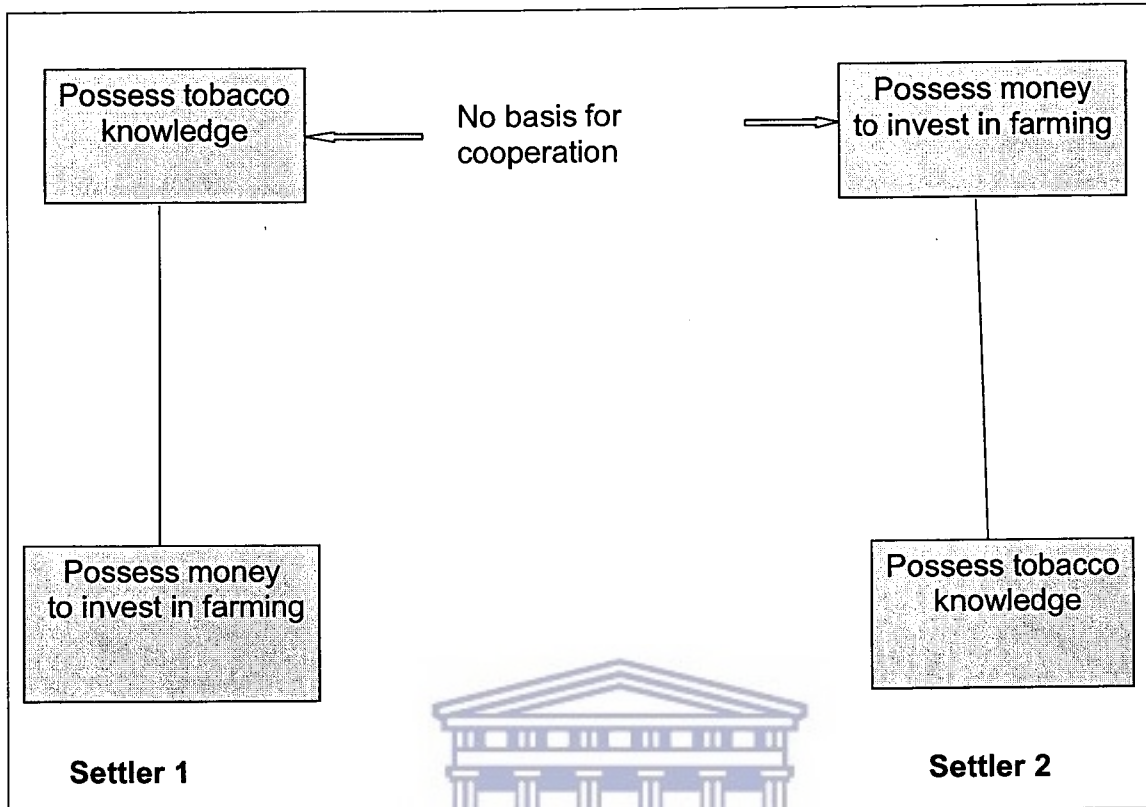 Possess tobacco
knowledge
No basis for
cooperation
Possess money
to invest in farming
Possess money
to invest in farming
Possess tobacco
knowledge
Settler 1
Settler 2